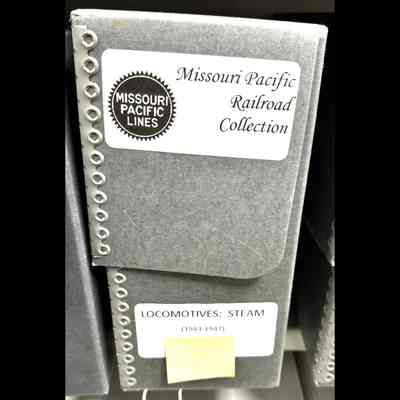 Missouri Pacific
Railroad
Collection
MISSOURI
PACIFIC
LINES
LOCOMOTIVES: STEAM